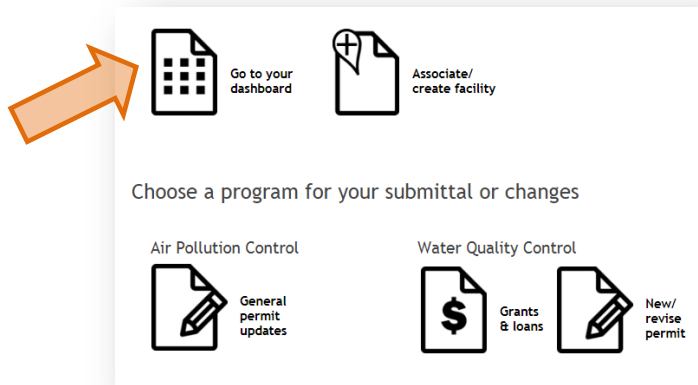 Go to your
dashboard
Associate/
create facility
Choose a program for your submittal or changes
Air Pollution Control
General
permit
updates
Water Quality Control
$
Grants
& loans
New/
revise
permit